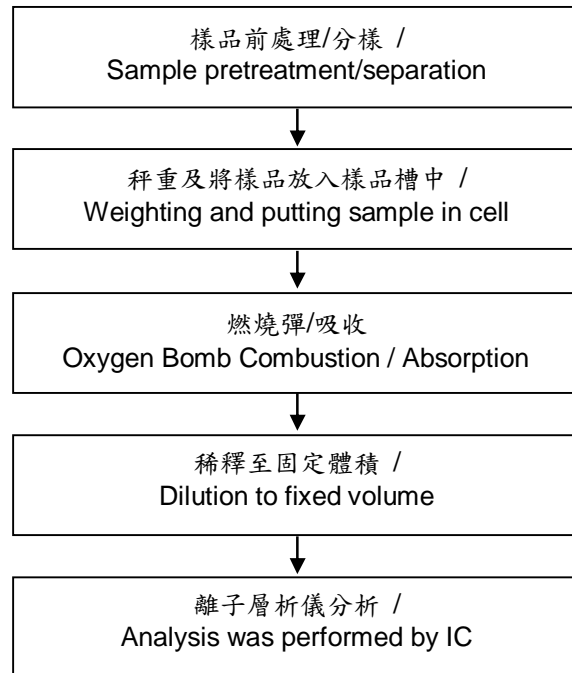 樣品前處理/分樣 /
Sample pretreatment/separation
秤重及將樣品放入樣品槽中 /
Weighting and putting sample in cell
燃燒彈/吸收
Oxygen Bomb Combustion / Absorption
稀釋至固定體積 /
Dilution to fixed volume
離子層析儀分析 /
Analysis was performed by IC